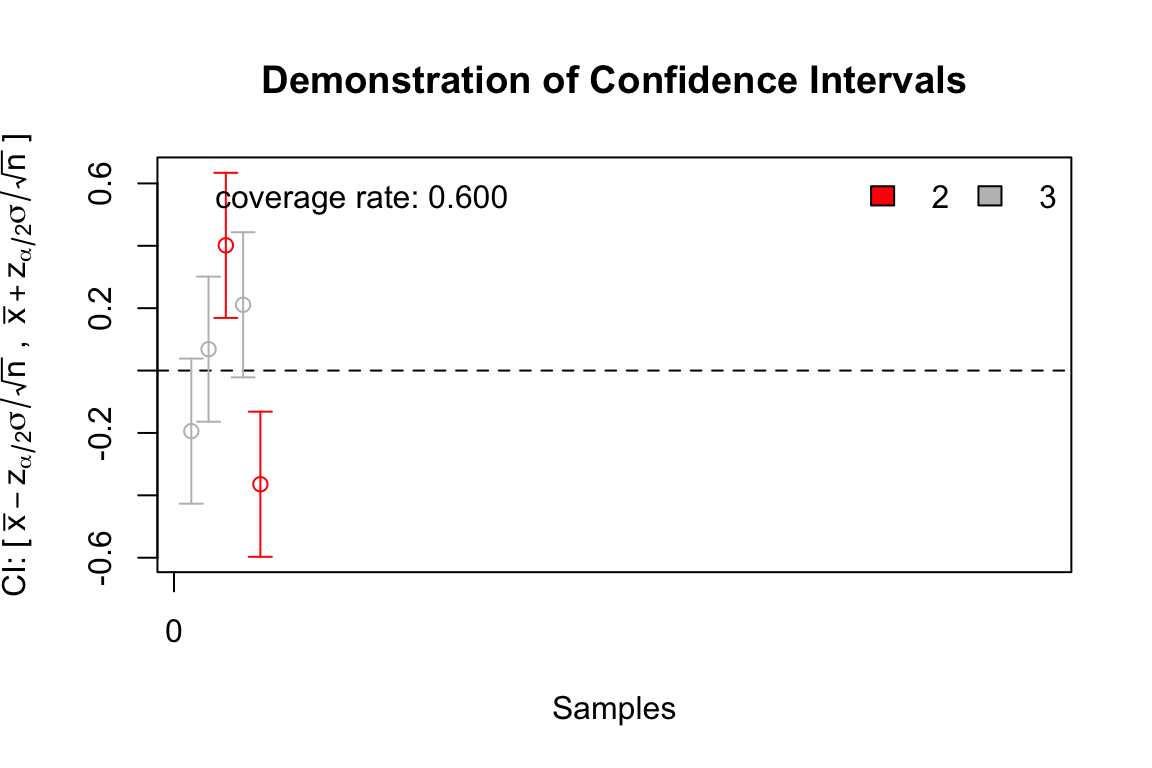 Demonstration of Confidence Intervals
CI: [ x̅ − zα/2σ/√n , x̅ + zα/2σ/√n ]
0.6
0.2
-0.2
-0.6
coverage rate: 0.600
2 3
0
Samples